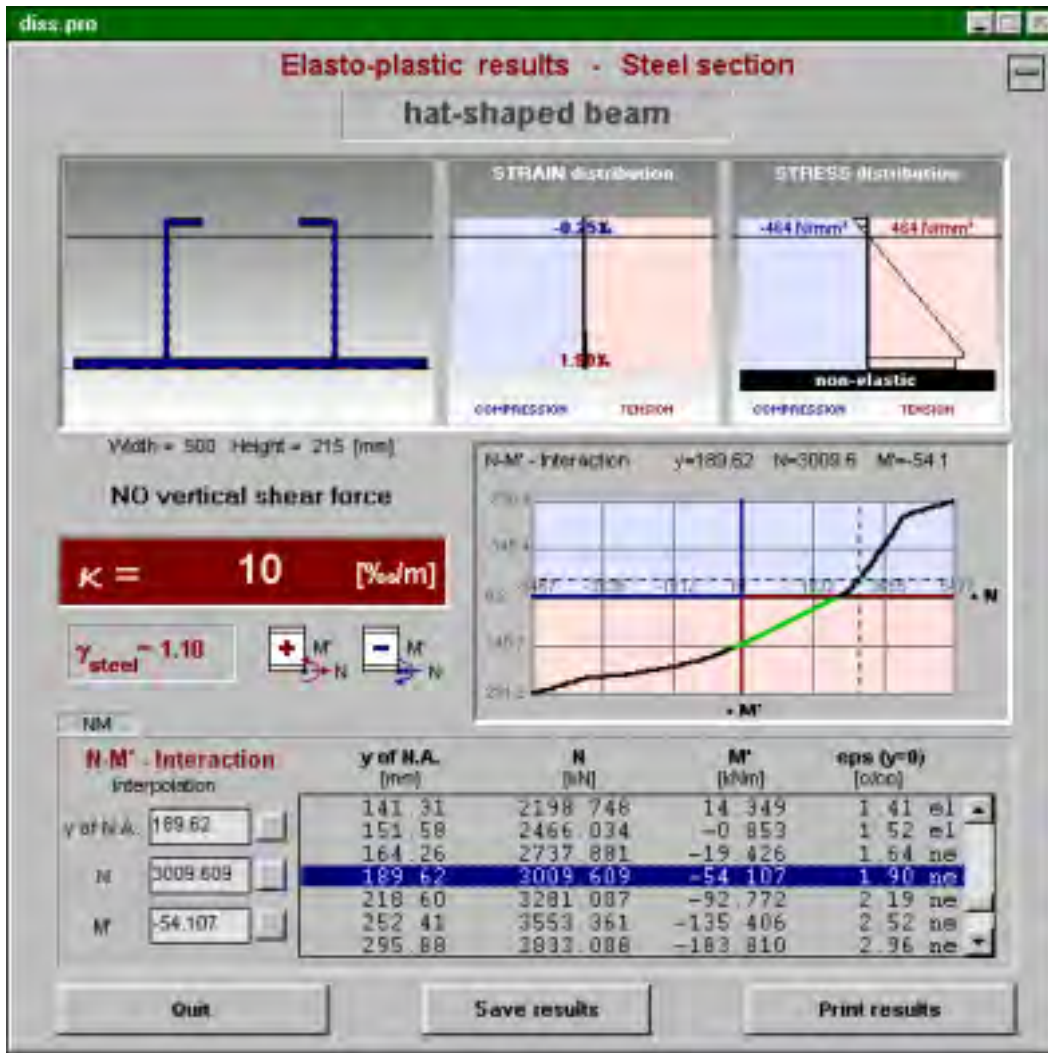 diss.pro
Elasto-plastic results - Steel section
hat-shaped beam
STRAIN distribution
STRESS distribution
-0.25‰
-464 N/mm² 464 N/mm²
1.90‰
non-elastic
COMPRESSION TENSION
COMPRESSION TENSION
Width = 500 Height = 215 [mm]
NO vertical shear force
κ = 10 [‰/m]
γsteel = 1.10
+ M' N
- M' N
N-M' - Interaction y=189.62 N=3009.6 M'=-54.1
+ N
+ M'
NM
N-M' - Interaction
Interpolation
y of N.A. 189.62
N 3009.609
M' -54.107
y of N.A. N M' eps (y=0)
[mm] [kN] [kNm] [o/oo]
141.31 2198.748 14.349 1.41 el
151.58 2466.034 -0.853 1.52 el
164.26 2737.881 -19.426 1.64 ne
189.62 3009.609 -54.107 1.90 ne
218.60 3281.087 -92.772 2.19 ne
252.41 3553.361 -135.406 2.52 ne
295.88 3833.088 -183.810 2.96 ne
Quit
Save results
Print results